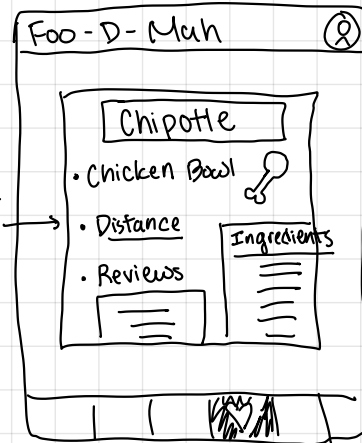 Foo-D-Mah
Chipotle
• Chicken Bowl
• Distance
Ingredients
• Reviews